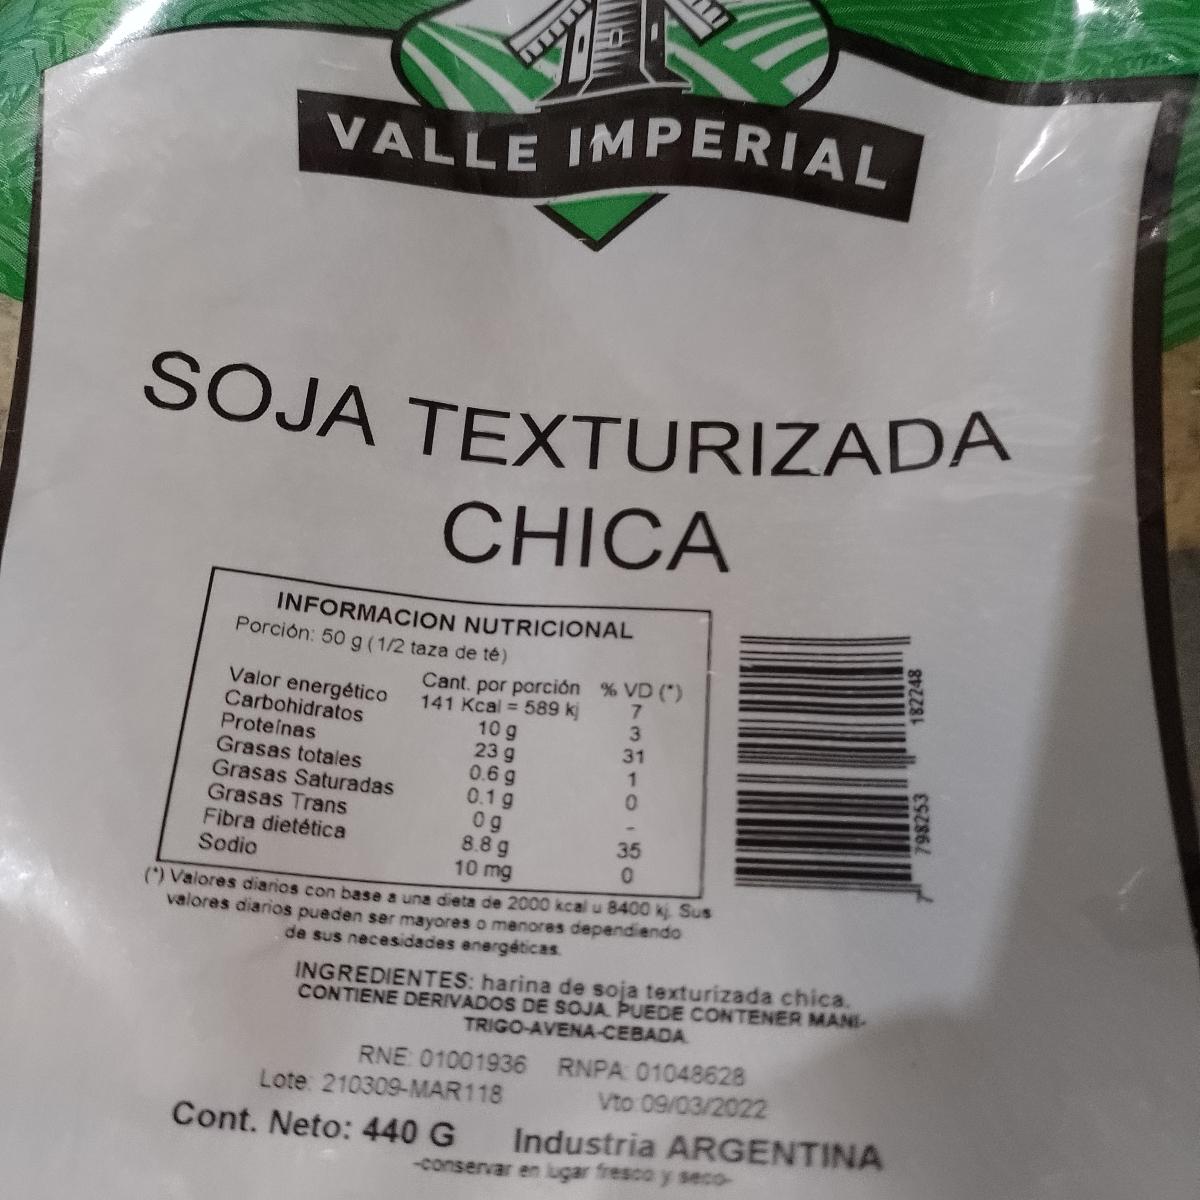 VALLE IMPERIAL
SOJA TEXTURIZADA
CHICA
INFORMACION NUTRICIONAL
Porción: 50 g (1/2 taza de té)
Cant. por porción % VD (*)
Valor energético 141 Kcal = 589 kj 7
Carbohidratos 10 g 3
Proteínas 23 g 31
Grasas totales 0.6 g 1
Grasas Saturadas 0.1 g 0
Grasas Trans 0 g -
Fibra dietética 8.8 g 35
Sodio 10 mg 0
(*) Valores diarios con base a una dieta de 2000 kcal u 8400 kj. Sus
valores diarios pueden ser mayores o menores dependiendo
de sus necesidades energéticas.
7 798253 182248
INGREDIENTES: harina de soja texturizada chica.
CONTIENE DERIVADOS DE SOJA. PUEDE CONTENER MANI-
TRIGO-AVENA-CEBADA.
RNE: 01001936 RNPA: 01048628
Lote: 210309-MAR118 Vto:09/03/2022
Cont. Neto: 440 G Industria ARGENTINA
-conservar en lugar fresco y seco-